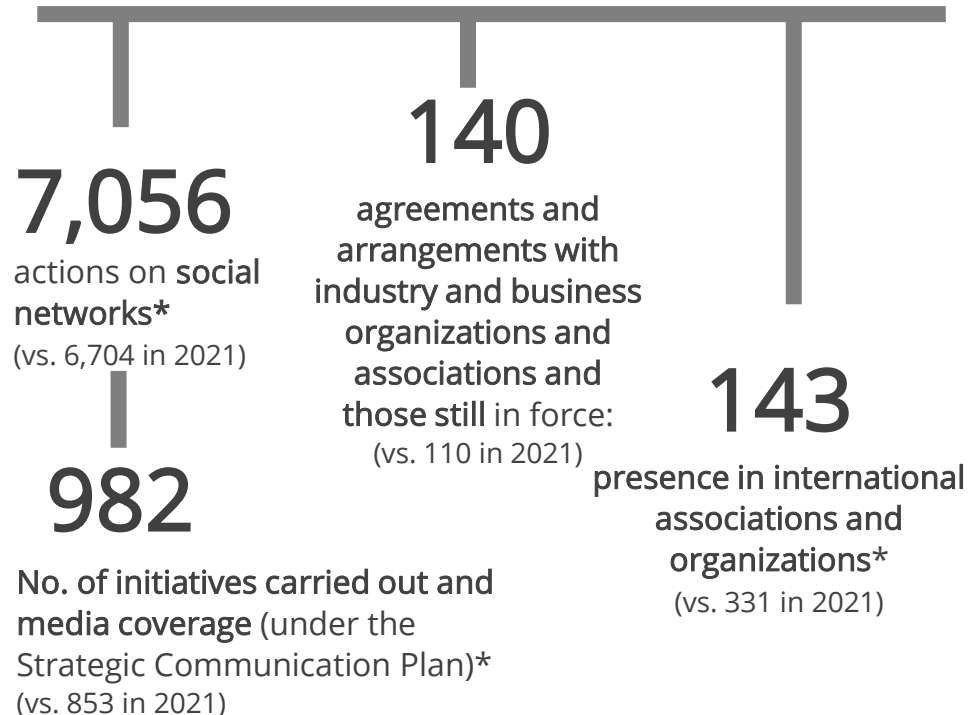 7,056
actions on social
networks*
(vs. 6,704 in 2021)
982
No. of initiatives carried out and
media coverage (under the
Strategic Communication Plan)*
(vs. 853 in 2021)
140
agreements and
arrangements with
industry and business
organizations and
associations and
those still in force:
(vs. 110 in 2021)
143
presence in international
associations and
organizations*
(vs. 331 in 2021)